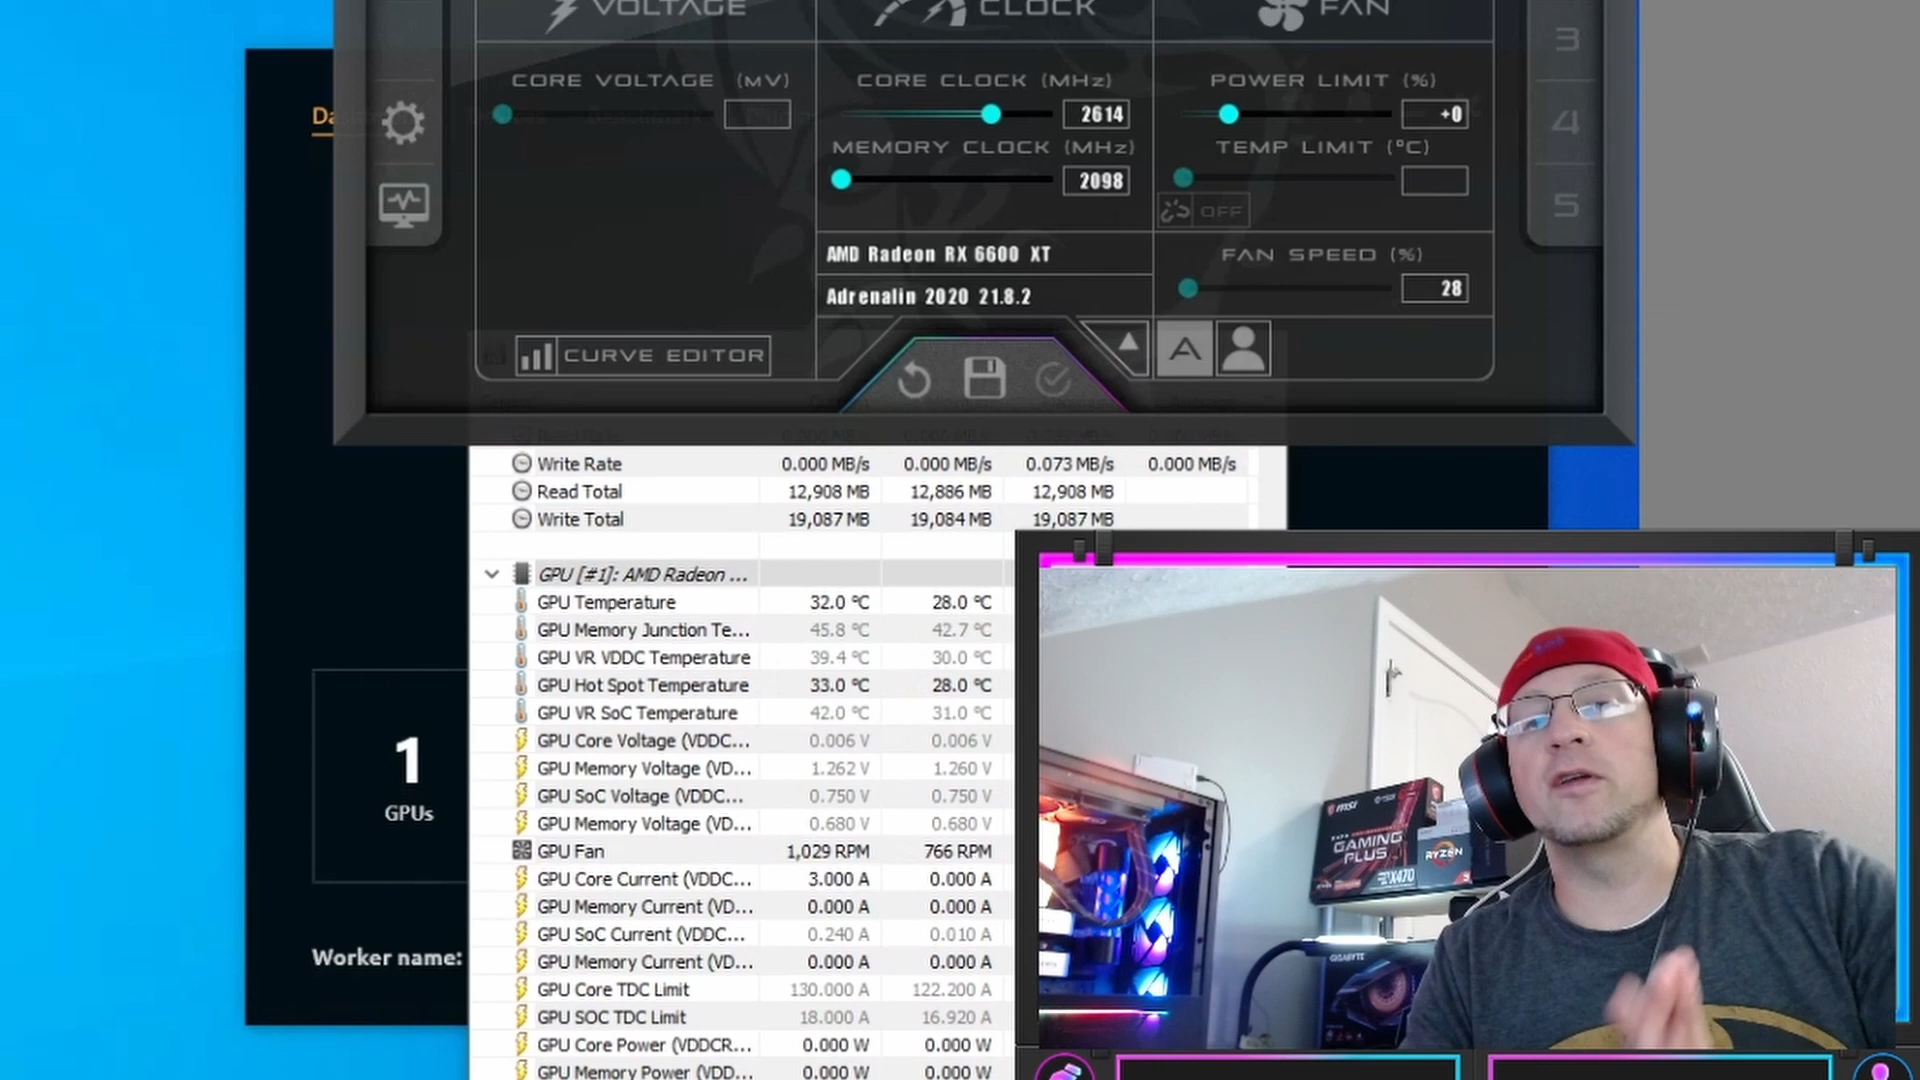 VOLTAGE
CLOCK
FAN
CORE VOLTAGE (MV)
CORE CLOCK (MHz)
2614
POWER LIMIT (%)
+0
MEMORY CLOCK (MHz)
2098
TEMP LIMIT (°C)
OFF
AMD Radeon RX 6600 XT
FAN SPEED (%)
28
Adrenalin 2020 21.8.2
CURVE EDITOR
A
3
4
5
Write Rate 0.000 MB/s 0.000 MB/s 0.073 MB/s 0.000 MB/s
Read Total 12,908 MB 12,886 MB 12,908 MB
Write Total 19,087 MB 19,084 MB 19,087 MB
GPU [#1]: AMD Radeon ...
GPU Temperature 32.0 °C 28.0 °C
GPU Memory Junction Te... 45.8 °C 42.7 °C
GPU VR VDDC Temperature 39.4 °C 30.0 °C
GPU Hot Spot Temperature 33.0 °C 28.0 °C
GPU VR SoC Temperature 42.0 °C 31.0 °C
GPU Core Voltage (VDDC... 0.006 V 0.006 V
GPU Memory Voltage (VD... 1.262 V 1.260 V
GPU SoC Voltage (VDDC... 0.750 V 0.750 V
GPU Memory Voltage (VD... 0.680 V 0.680 V
GPU Fan 1,029 RPM 766 RPM
GPU Core Current (VDDC... 3.000 A 0.000 A
GPU Memory Current (VD... 0.000 A 0.000 A
GPU SoC Current (VDDC... 0.240 A 0.010 A
GPU Memory Current (VD... 0.000 A 0.000 A
GPU Core TDC Limit 130.000 A 122.200 A
GPU SOC TDC Limit 18.000 A 16.920 A
GPU Core Power (VDDCR... 0.000 W 0.000 W
GPU Memory Power (VDD... 0.000 W 0.000 W
1
GPUs
Worker name:
msi
GAMING
PLUS
X470
RYZEN
GIGABYTE